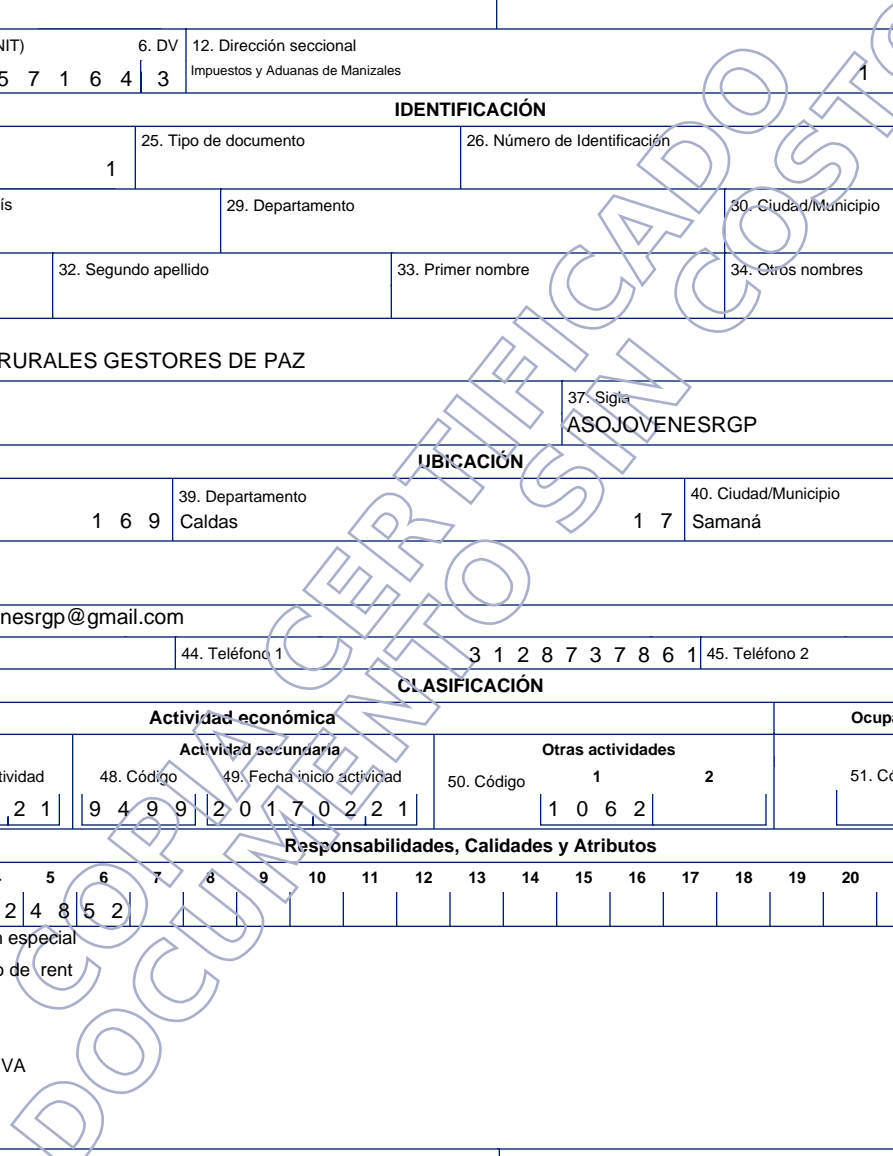 NIT) 6. DV 12. Dirección seccional
5 7 1 6 4 3 Impuestos y Aduanas de Manizales 1
IDENTIFICACIÓN
25. Tipo de documento 26. Número de Identificación
1
ís 29. Departamento 30. Ciudad/Municipio
32. Segundo apellido 33. Primer nombre 34. Otros nombres
RURALES GESTORES DE PAZ
37. Sigla
ASOJOVENESRGP
UBICACIÓN
39. Departamento 40. Ciudad/Municipio
1 6 9 Caldas 1 7 Samaná
nesrgp@gmail.com
44. Teléfono 1 3 1 2 8 7 3 7 8 6 1 45. Teléfono 2
CLASIFICACIÓN
Actividad económica Ocupa
Actividad secundaria Otras actividades
tividad 48. Código 49. Fecha inicio actividad 50. Código 1 2 51. Có
2 1 9 4 9 9 2 0 1 7 0 2 2 1 1 0 6 2
Responsabilidades, Calidades y Atributos
5 6 7 8 9 10 11 12 13 14 15 16 17 18 19 20
2 4 8 5 2
n especial
o de rent
VA
COPIA CERTIFICADO
DOCUMENTO SIN COSTO